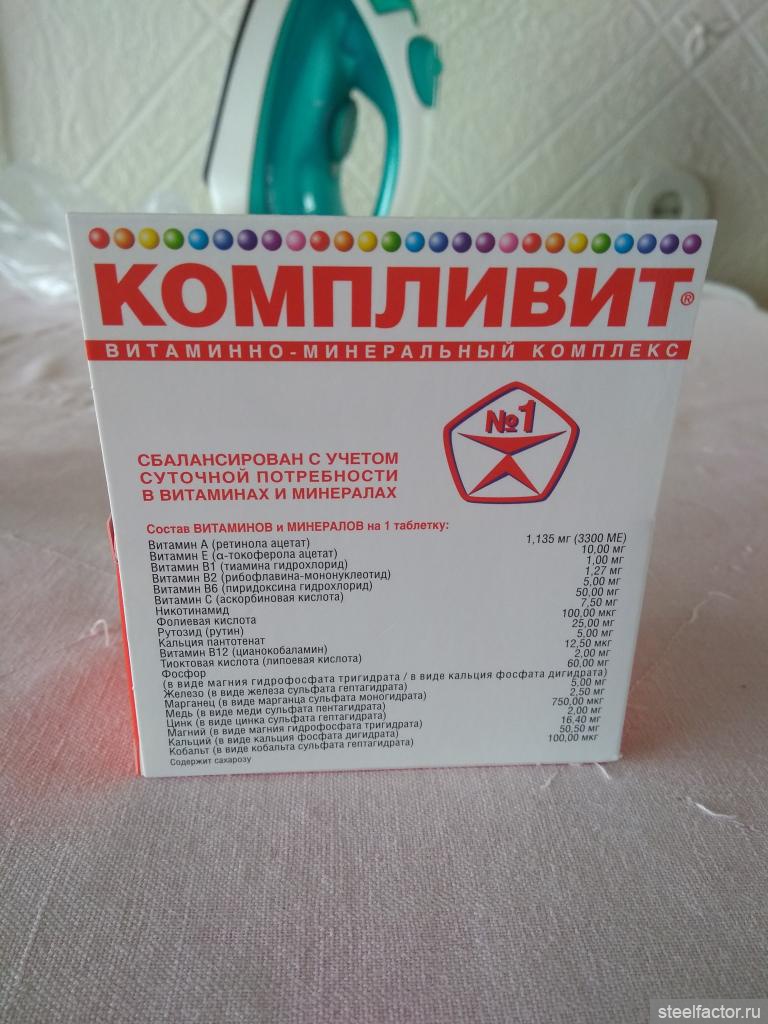 КОМПЛИВИТ®
ВИТАМИННО-МИНЕРАЛЬНЫЙ КОМПЛЕКС
№1
СБАЛАНСИРОВАН С УЧЕТОМ
СУТОЧНОЙ ПОТРЕБНОСТИ
В ВИТАМИНАХ И МИНЕРАЛАХ
Состав ВИТАМИНОВ и МИНЕРАЛОВ на 1 таблетку:
Витамин А (ретинола ацетат) 1,135 мг (3300 МЕ)
Витамин Е (α-токоферола ацетат) 10,00 мг
Витамин В1 (тиамина гидрохлорид) 1,00 мг
Витамин В2 (рибофлавина-мононуклеотид) 1,27 мг
Витамин В6 (пиридоксина гидрохлорид) 5,00 мг
Витамин С (аскорбиновая кислота) 50,00 мг
Никотинамид 7,50 мг
Фолиевая кислота 100,00 мкг
Рутозид (рутин) 25,00 мг
Кальция пантотенат 5,00 мг
Витамин В12 (цианокобаламин) 12,50 мкг
Тиоктовая кислота (липоевая кислота) 2,00 мг
Фосфор 60,00 мг
(в виде магния гидрофосфата тригидрата / в виде кальция фосфата дигидрата)
Железо (в виде железа сульфата гептагидрата) 5,00 мг
Марганец (в виде марганца сульфата моногидрата) 2,50 мг
Медь (в виде меди сульфата пентагидрата) 750,00 мкг
Цинк (в виде цинка сульфата гептагидрата) 2,00 мг
Магний (в виде магния гидрофосфата тригидрата) 16,40 мг
Кальций (в виде кальция фосфата дигидрата) 50,50 мг
Кобальт (в виде кобальта сульфата гептагидрата) 100,00 мкг
Содержит сахарозу
steelfactor.ru